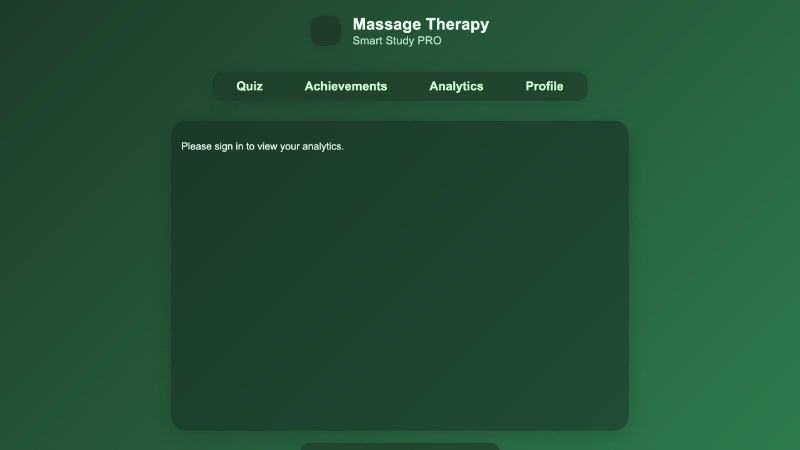 Massage Therapy
Smart Study PRO
Quiz
Achievements
Analytics
Profile
Please sign in to view your analytics.